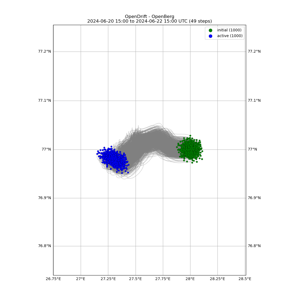 OpenDrift - OpenBerg
2024-06-20 15:00 to 2024-06-22 15:00 UTC (49 steps)
initial (1000)
active (1000)
77.2°N 77.2°N
77.1°N 77.1°N
77°N 77°N
76.9°N 76.9°N
76.8°N 76.8°N
26.75°E 27°E 27.25°E 27.5°E 27.75°E 28°E 28.25°E 28.5°E